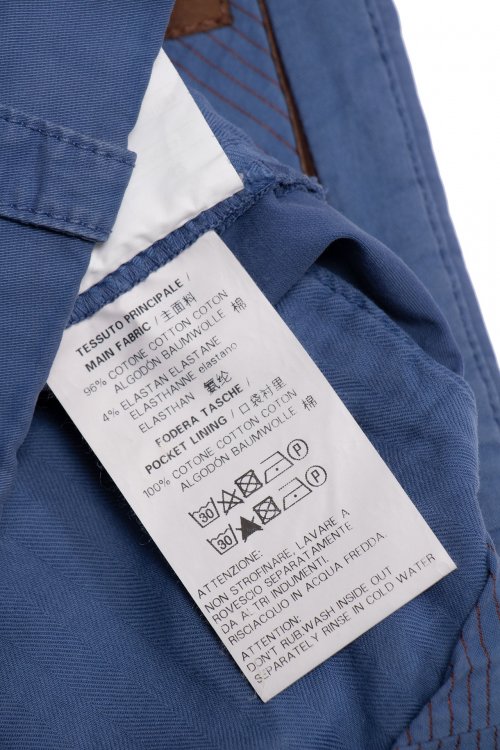 TESSUTO PRINCIPALE /
MAIN FABRIC / 主面料
96% COTONE COTTON COTON
ALGODÓN BAUMWOLLE 棉
4% ELASTAN ELASTANE
ELASTHANNE elastano
ELASTHAN 氨纶
FODERA TASCHE /
POCKET LINING / 口袋衬里
100% COTONE COTTON COTON
ALGODÓN BAUMWOLLE 棉
30 P
30 P
ATTENZIONE:
NON STROFINARE, LAVARE A
ROVESCIO SEPARATAMENTE
DA ALTRI INDUMENTI.
RISCIACQUO IN ACQUA FREDDA.
ATTENTION:
DON'T RUB.WASH INSIDE OUT
SEPARATELY RINSE IN COLD WATER